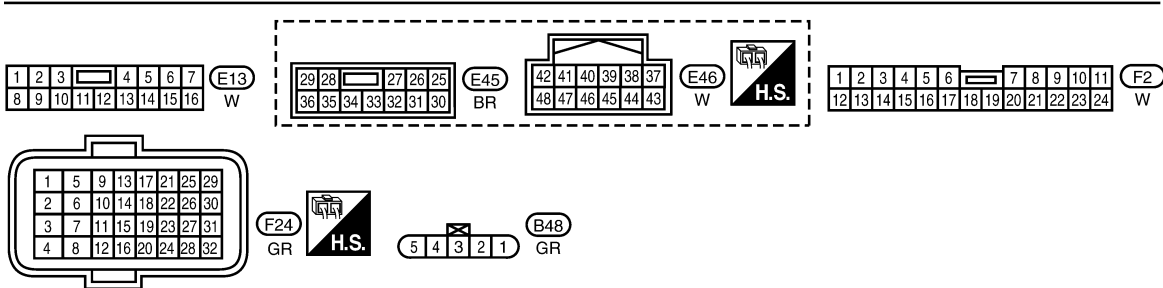 1 2 3 4 5 6 7
8 9 10 11 12 13 14 15 16
E13
W
29 28 27 26 25
36 35 34 33 32 31 30
E45
BR
42 41 40 39 38 37
48 47 46 45 44 43
E46
W
H.S.
1 2 3 4 5 6 7 8 9 10 11
12 13 14 15 16 17 18 19 20 21 22 23 24
F2
W
1 5 9 13 17 21 25 29
2 6 10 14 18 22 26 30
3 7 11 15 19 23 27 31
4 8 12 16 20 24 28 32
F24
GR
H.S.
5 4 3 2 1
B48
GR